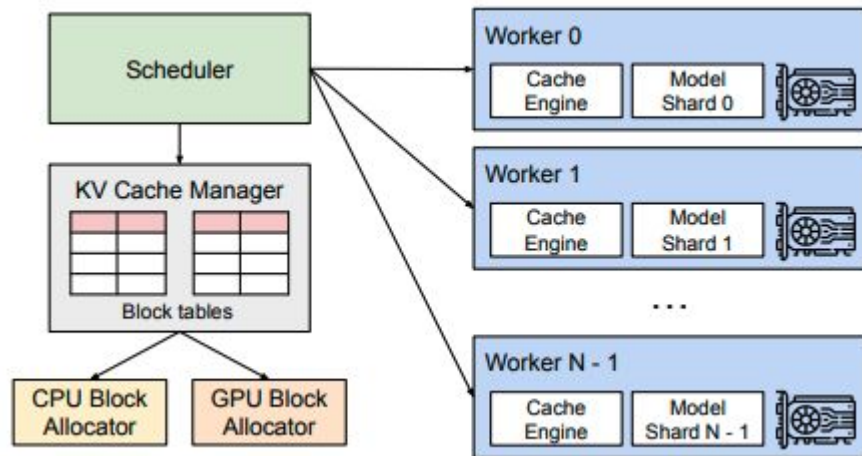 Scheduler
KV Cache Manager
Block tables
CPU Block
Allocator
GPU Block
Allocator
Worker 0
Cache
Engine
Model
Shard 0
Worker 1
Cache
Engine
Model
Shard 1
...
Worker N - 1
Cache
Engine
Model
Shard N - 1